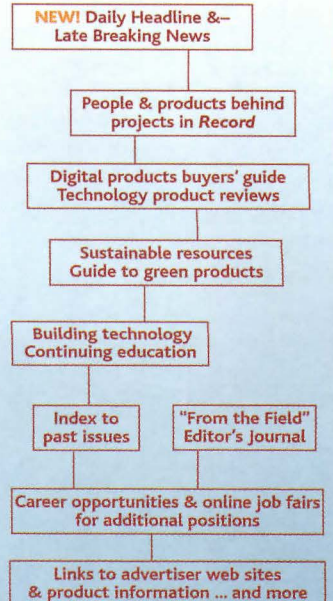 NEW! Daily Headline &–
Late Breaking News
People & products behind
projects in Record
Digital products buyers' guide
Technology product reviews
Sustainable resources
Guide to green products
Building technology
Continuing education
Index to
past issues
"From the Field"
Editor's Journal
Career opportunities & online job fairs
for additional positions
Links to advertiser web sites
& product information ... and more